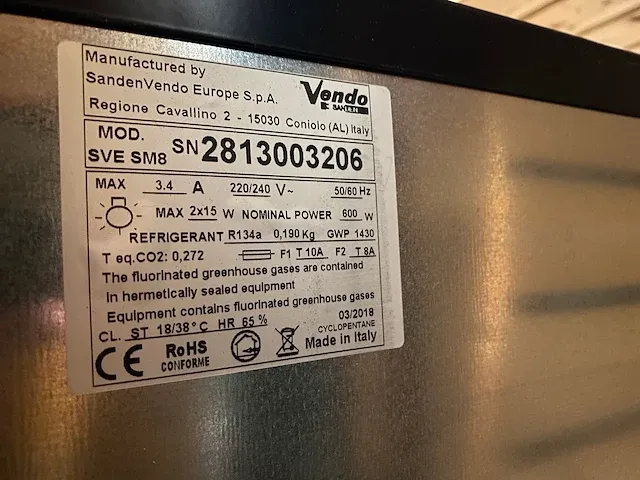 Manufactured by
SandenVendo Europe S.p.A.
Vendo
SANDEN
Regione Cavallino 2 - 15030 Coniolo (AL) Italy
MOD.
SVE SM8
SN 2813003206
MAX 3.4 A 220/240 V~ 50/60 Hz
MAX 2x15 W NOMINAL POWER 600 W
REFRIGERANT R134a 0,190 Kg GWP 1430
T eq.CO2: 0,272 F1 T 10A F2 T 8A
The fluorinated greenhouse gases are contained
in hermetically sealed equipment
Equipment contains fluorinated greenhouse gases
CL. ST 18/38°C HR 65 % 03/2018
CYCLOPENTANE
CE RoHS
CONFORME
Made in Italy